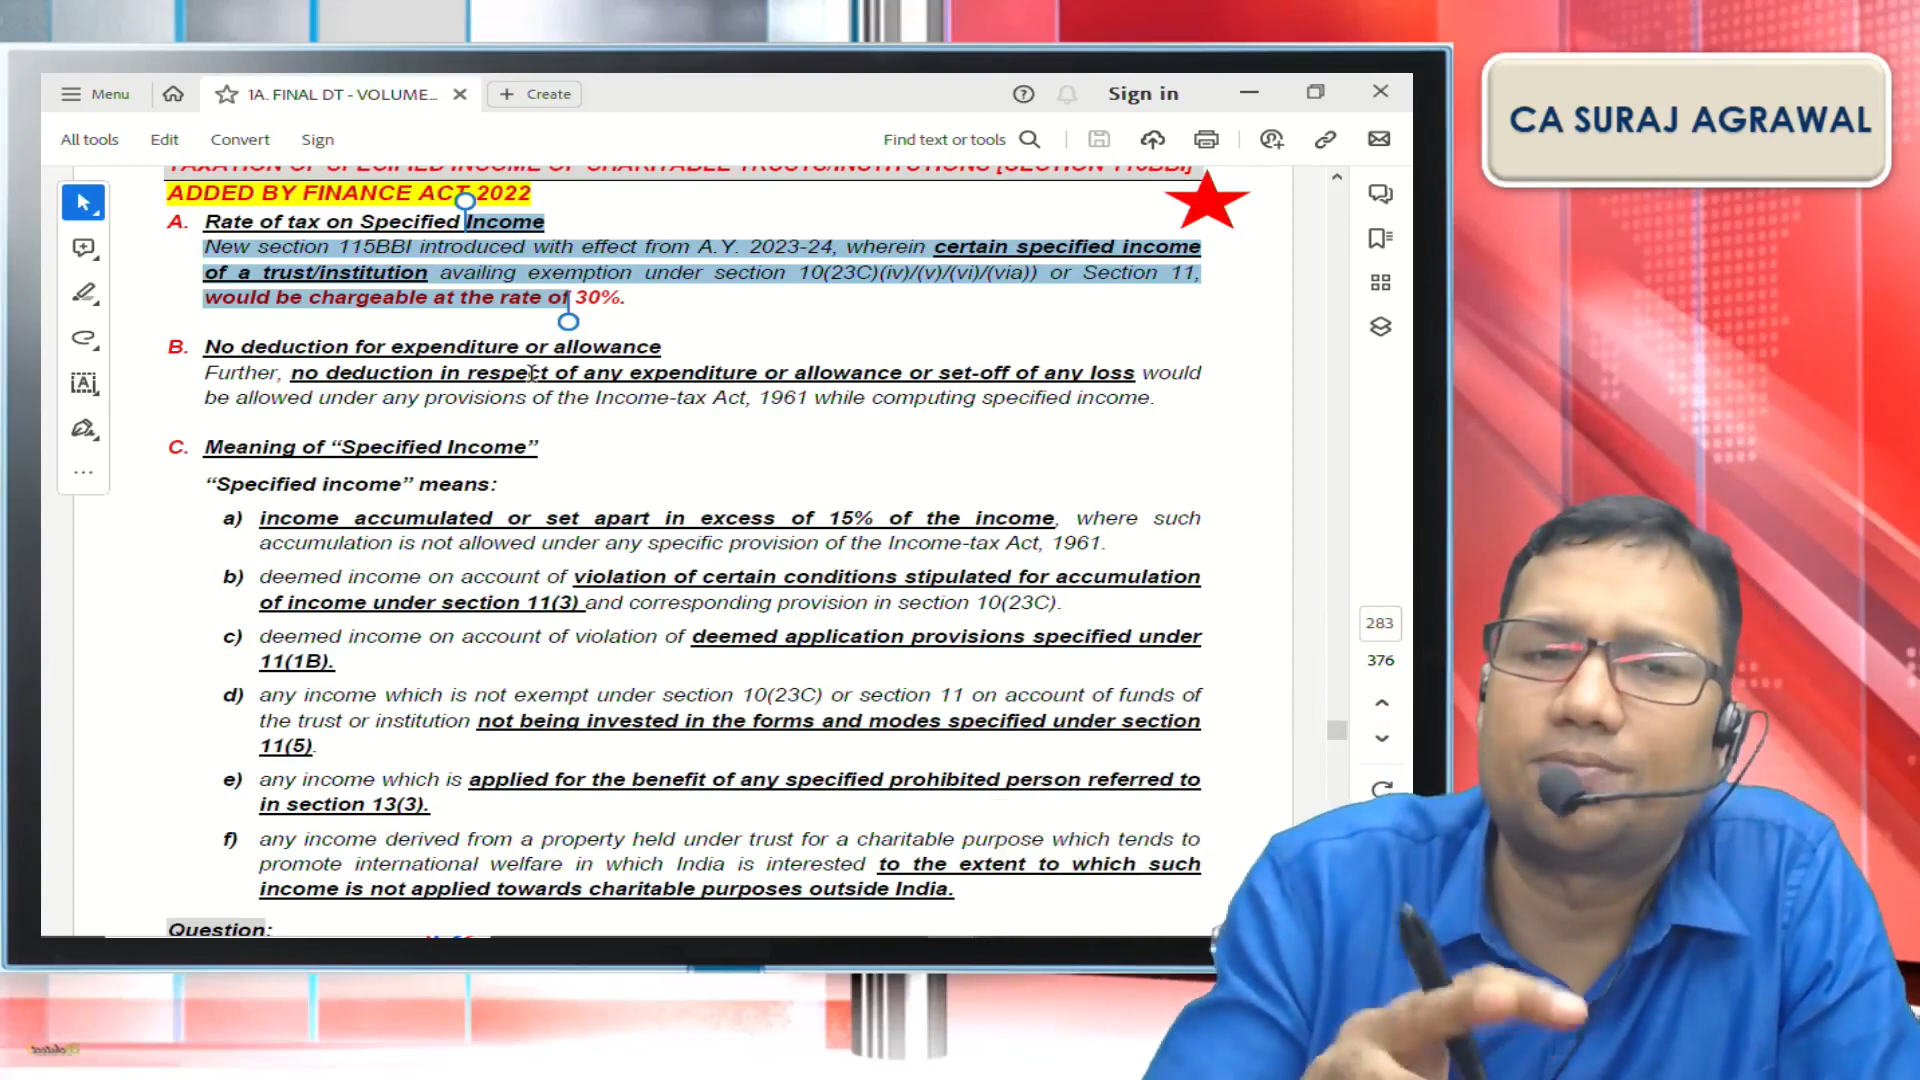 CA SURAJ AGRAWAL
Menu
1A. FINAL DT - VOLUME...
Create
Sign in
All tools Edit Convert Sign
Find text or tools
TAXATION OF SPECIFIED INCOME OF CHARITABLE TRUSTS/INSTITUTIONS [SECTION 115BBI]
ADDED BY FINANCE ACT 2022
A. Rate of tax on Specified Income
New section 115BBI introduced with effect from A.Y. 2023-24, wherein certain specified income
of a trust/institution availing exemption under section 10(23C)(iv)/(v)/(vi)/(via)) or Section 11,
would be chargeable at the rate of 30%.
B. No deduction for expenditure or allowance
Further, no deduction in respect of any expenditure or allowance or set-off of any loss would
be allowed under any provisions of the Income-tax Act, 1961 while computing specified income.
C. Meaning of “Specified Income”
“Specified income” means:
a) income accumulated or set apart in excess of 15% of the income, where such
accumulation is not allowed under any specific provision of the Income-tax Act, 1961.
b) deemed income on account of violation of certain conditions stipulated for accumulation
of income under section 11(3) and corresponding provision in section 10(23C).
c) deemed income on account of violation of deemed application provisions specified under
11(1B).
d) any income which is not exempt under section 10(23C) or section 11 on account of funds of
the trust or institution not being invested in the forms and modes specified under section
11(5).
e) any income which is applied for the benefit of any specified prohibited person referred to
in section 13(3).
f) any income derived from a property held under trust for a charitable purpose which tends to
promote international welfare in which India is interested to the extent to which such
income is not applied towards charitable purposes outside India.
Question:
283
376